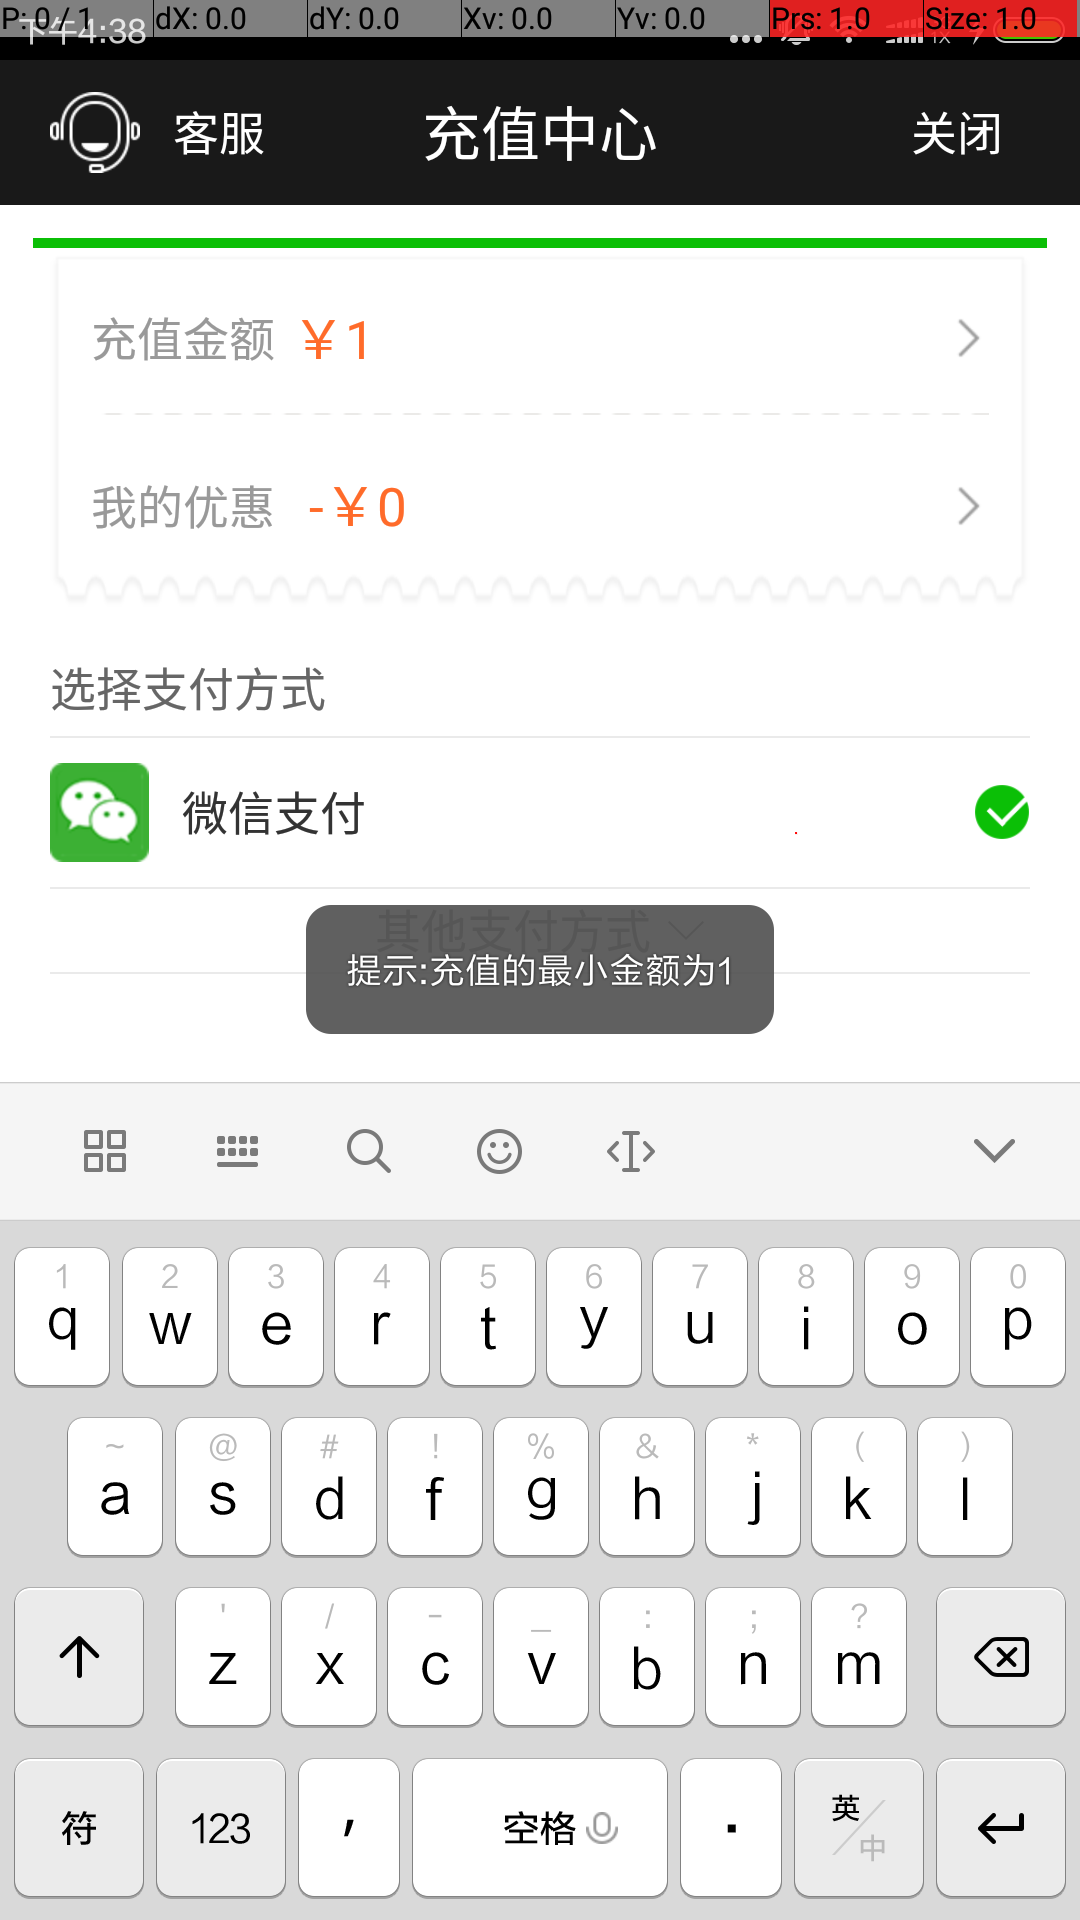 P: 0 / 1 dX: 0.0 dY: 0.0 Xv: 0.0 Yv: 0.0 Prs: 1.0 Size: 1.0
下午4:38
客服 充值中心 关闭
充值金额 ¥1
我的优惠 -¥0
选择支付方式
微信支付
其他支付方式
提示:充值的最小金额为1
1 2 3 4 5 6 7 8 9 0
q w e r t y u i o p
~ @ # ! % & * ( )
a s d f g h j k l
' / - _ : ; ?
z x c v b n m
符 123 , 空格 . 英/中